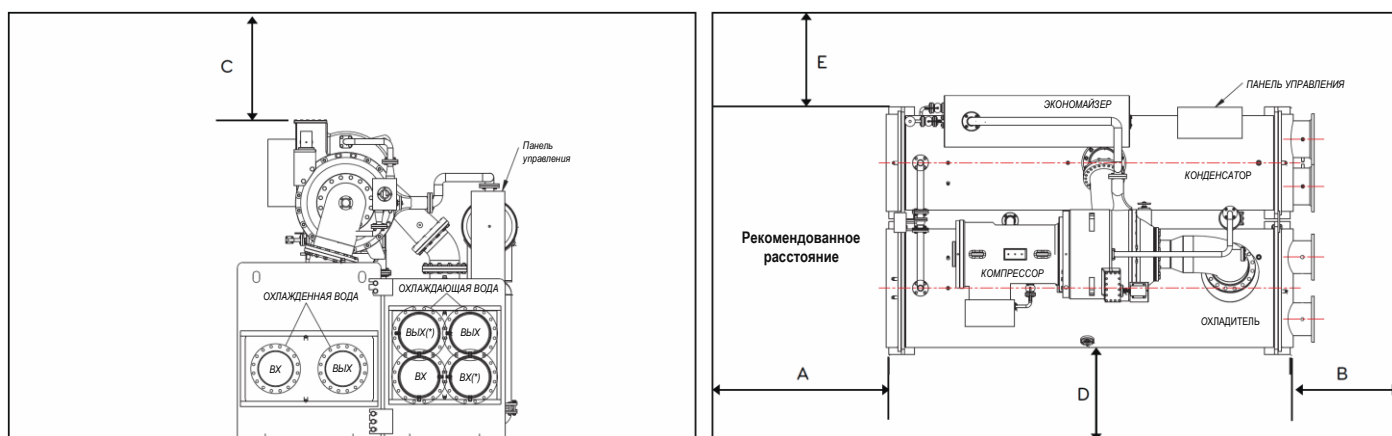 C
Панель
управления
ОХЛАЖДЕННАЯ ВОДА
ОХЛАЖДАЮЩАЯ ВОДА
ВЫХ(*)
ВЫХ
ВХ
ВЫХ
ВХ
ВХ(*)
E
ПАНЕЛЬ УПРАВЛЕНИЯ
ЭКОНОМАЙЗЕР
КОНДЕНСАТОР
Рекомендованное
расстояние
КОМПРЕССОР
ОХЛАДИТЕЛЬ
A
B
D